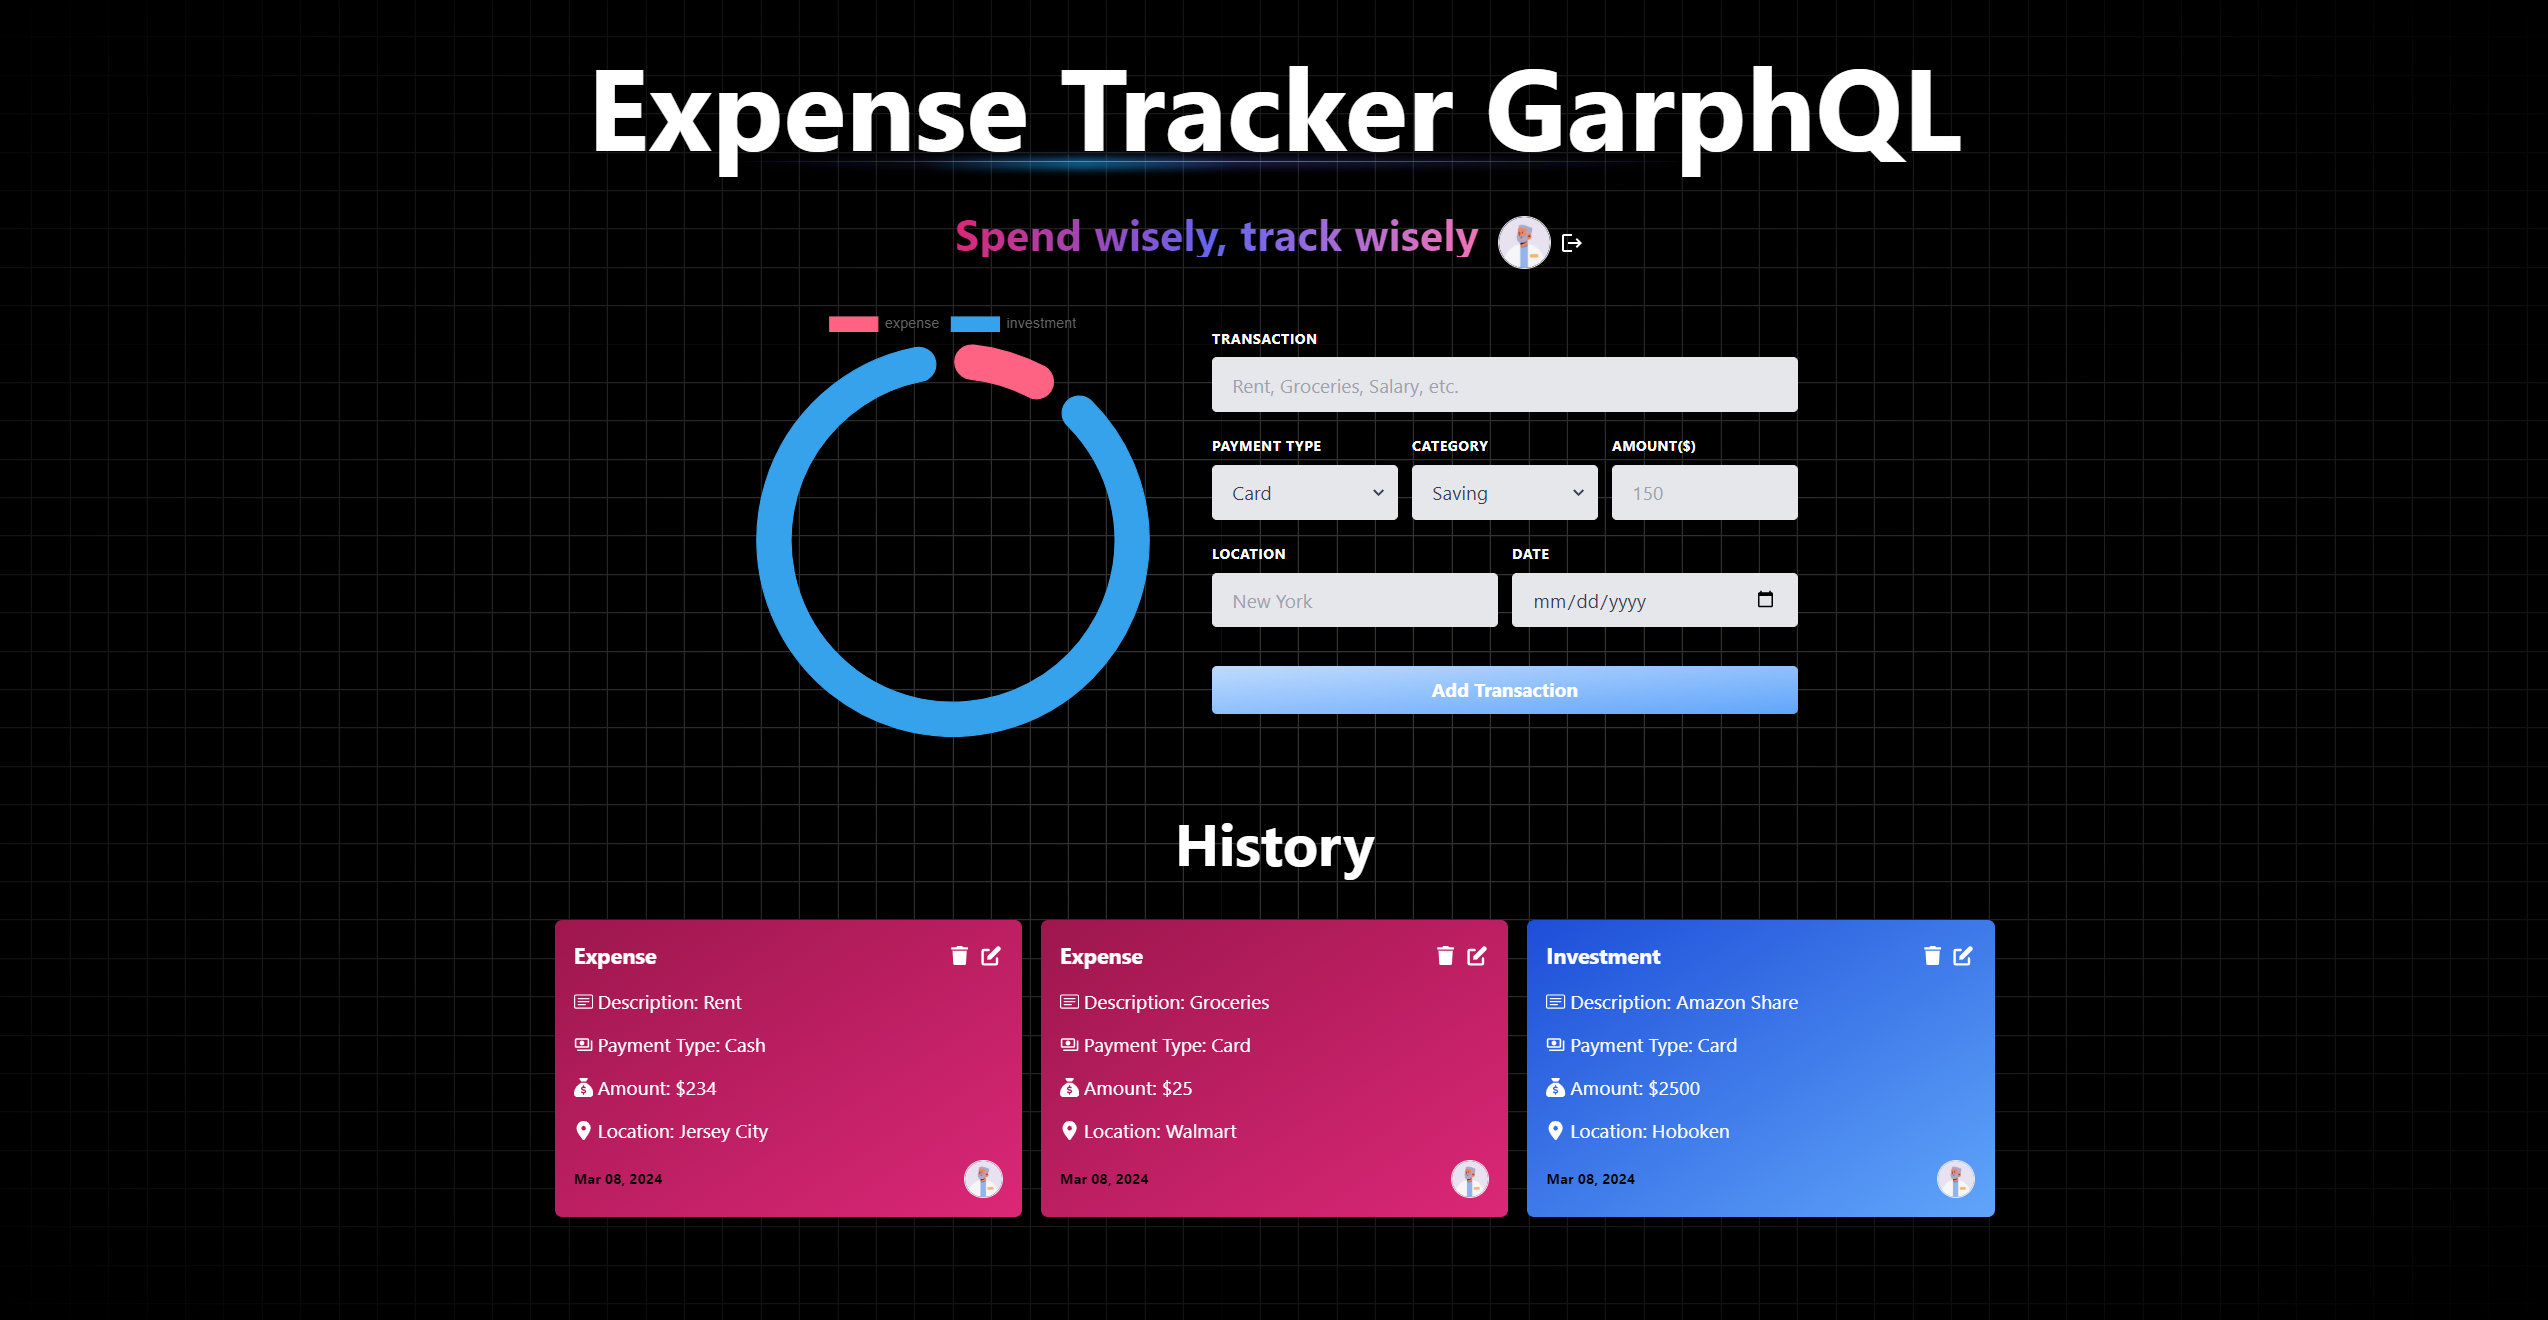 Expense Tracker GarphQL
Spend wisely, track wisely
expense investment
TRANSACTION
Rent, Groceries, Salary, etc.
PAYMENT TYPE CATEGORY AMOUNT($)
Card Saving 150
LOCATION DATE
New York mm/dd/yyyy
Add Transaction
History
Expense
Description: Rent
Payment Type: Cash
Amount: $234
Location: Jersey City
Mar 08, 2024
Expense
Description: Groceries
Payment Type: Card
Amount: $25
Location: Walmart
Mar 08, 2024
Investment
Description: Amazon Share
Payment Type: Card
Amount: $2500
Location: Hoboken
Mar 08, 2024